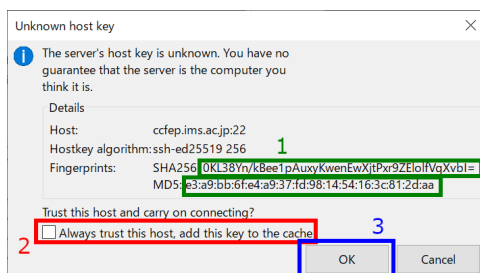 Unknown host key
The server's host key is unknown. You have no
guarantee that the server is the computer you
think it is.
Details
Host: ccfep.ims.ac.jp:22
Hostkey algorithm: ssh-ed25519 256
1
Fingerprints: SHA256: 0KL38Yn/kBee1pAuxyKwenEwXjtPxr9ZElolfVqXvbI=
MD5: e3:a9:bb:6f:e4:a9:37:fd:98:14:54:16:3c:81:2d:aa
Trust this host and carry on connecting?
2
Always trust this host, add this key to the cache
3
OK
Cancel